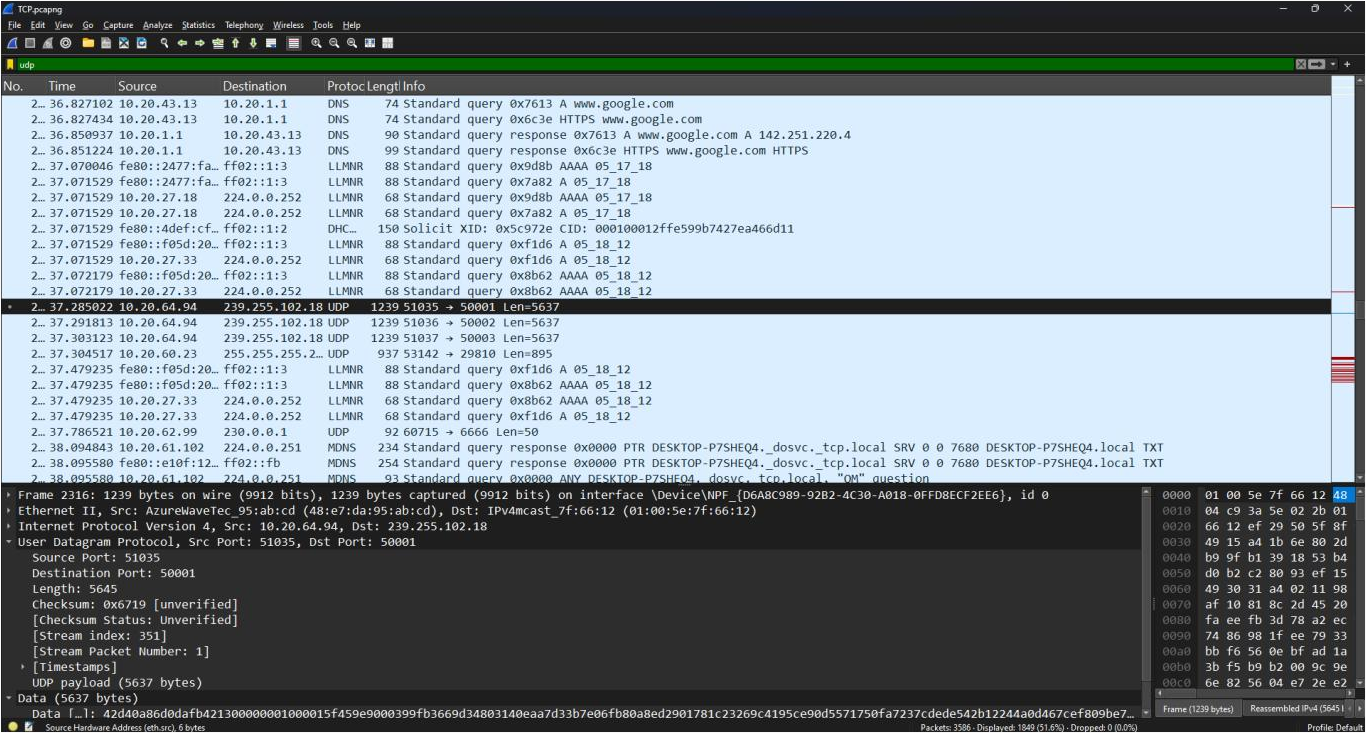 TCP.pcapng
File Edit View Go Capture Analyze Statistics Telephony Wireless Tools Help
udp
No. Time Source Destination Protoc Lengt Info
2… 36.827102 10.20.43.13 10.20.1.1 DNS 74 Standard query 0x7613 A www.google.com
2… 36.827434 10.20.43.13 10.20.1.1 DNS 74 Standard query 0x6c3e HTTPS www.google.com
2… 36.850937 10.20.1.1 10.20.43.13 DNS 90 Standard query response 0x7613 A www.google.com A 142.251.220.4
2… 36.851224 10.20.1.1 10.20.43.13 DNS 99 Standard query response 0x6c3e HTTPS www.google.com HTTPS
2… 37.070046 fe80::2477:fa… ff02::1:3 LLMNR 88 Standard query 0x9d8b AAAA 05_17_18
2… 37.071529 fe80::2477:fa… ff02::1:3 LLMNR 88 Standard query 0x7a82 A 05_17_18
2… 37.071529 10.20.27.18 224.0.0.252 LLMNR 68 Standard query 0x9d8b AAAA 05_17_18
2… 37.071529 10.20.27.18 224.0.0.252 LLMNR 68 Standard query 0x7a82 A 05_17_18
2… 37.071529 fe80::4def:cf… ff02::1:2 DHC… 150 Solicit XID: 0x5c972e CID: 000100012ffe599b7427ea466d11
2… 37.071529 fe80::f05d:20… ff02::1:3 LLMNR 88 Standard query 0xf1d6 A 05_18_12
2… 37.071529 10.20.27.33 224.0.0.252 LLMNR 68 Standard query 0xf1d6 A 05_18_12
2… 37.072179 fe80::f05d:20… ff02::1:3 LLMNR 88 Standard query 0x8b62 AAAA 05_18_12
2… 37.072179 10.20.27.33 224.0.0.252 LLMNR 68 Standard query 0x8b62 AAAA 05_18_12
2… 37.285022 10.20.64.94 239.255.102.18 UDP 1239 51035 → 50001 Len=5637
2… 37.291813 10.20.64.94 239.255.102.18 UDP 1239 51036 → 50002 Len=5637
2… 37.303123 10.20.64.94 239.255.102.18 UDP 1239 51037 → 50003 Len=5637
2… 37.304517 10.20.60.23 255.255.255.2… UDP 937 53142 → 29810 Len=895
2… 37.479235 fe80::f05d:20… ff02::1:3 LLMNR 88 Standard query 0xf1d6 A 05_18_12
2… 37.479235 fe80::f05d:20… ff02::1:3 LLMNR 88 Standard query 0x8b62 AAAA 05_18_12
2… 37.479235 10.20.27.33 224.0.0.252 LLMNR 68 Standard query 0x8b62 AAAA 05_18_12
2… 37.479235 10.20.27.33 224.0.0.252 LLMNR 68 Standard query 0xf1d6 A 05_18_12
2… 37.786521 10.20.62.99 230.0.0.1 UDP 92 60715 → 6666 Len=50
2… 38.094843 10.20.61.102 224.0.0.251 MDNS 234 Standard query response 0x0000 PTR DESKTOP-P7SHEQ4._dosvc._tcp.local SRV 0 0 7680 DESKTOP-P7SHEQ4.local TXT
2… 38.095580 fe80::e10f:12… ff02::fb MDNS 254 Standard query response 0x0000 PTR DESKTOP-P7SHEQ4._dosvc._tcp.local SRV 0 0 7680 DESKTOP-P7SHEQ4.local TXT
2… 38.095580 10.20.61.102 224.0.0.251 MDNS 93 Standard query 0x0000 ANY DESKTOP-P7SHEQ4._dosvc._tcp.local, "QM" question
Frame 2316: 1239 bytes on wire (9912 bits), 1239 bytes captured (9912 bits) on interface \Device\NPF_{D6A8C989-92B2-4C30-A018-0FFD8ECF2EE6}, id 0
Ethernet II, Src: AzureWaveTec_95:ab:cd (48:e7:da:95:ab:cd), Dst: IPv4mcast_7f:66:12 (01:00:5e:7f:66:12)
Internet Protocol Version 4, Src: 10.20.64.94, Dst: 239.255.102.18
User Datagram Protocol, Src Port: 51035, Dst Port: 50001
Source Port: 51035
Destination Port: 50001
Length: 5645
Checksum: 0x6719 [unverified]
[Checksum Status: Unverified]
[Stream index: 351]
[Stream Packet Number: 1]
[Timestamps]
UDP payload (5637 bytes)
Data (5637 bytes)
Data […]: 42d40a86d0dafb421300000001000015f459e9000399fb3669d34803140eaa7d33b7e06fb80a8ed2901781c23269c4195ce90d5571750fa7237cdede542b12244a0d467cef809be7…
0000 01 00 5e 7f 66 12 48
0010 04 c9 3a 5e 02 2b 01
0020 66 12 ef 29 50 5f 8f
0030 49 15 a4 1b 6e 80 2d
0040 b9 9f b1 39 18 53 b4
0050 d0 b2 c2 80 93 ef 15
0060 49 30 31 a4 02 11 98
0070 af 10 81 8c 2d 45 20
0080 fa ee fb 3d 78 a2 ec
0090 74 86 98 1f ee 79 33
00a0 bb f6 56 0e bf ad 1a
00b0 3b f5 b9 b2 00 9c 9e
00c0 6e 82 56 04 e7 2e e2
Frame (1239 bytes) Reassembled IPv4 (5645 l
Source Hardware Address (eth.src), 6 bytes Packets: 3586 · Displayed: 1849 (51.6%) · Dropped: 0 (0.0%) Profile: Default